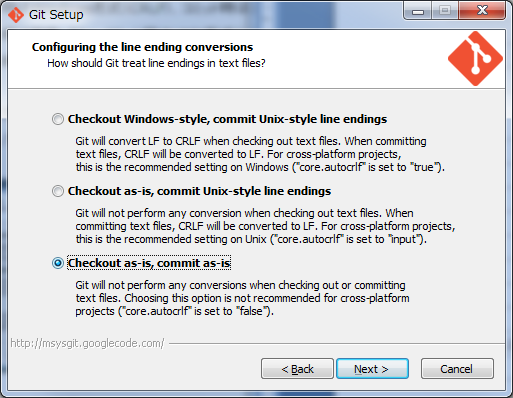 Git Setup
Configuring the line ending conversions
How should Git treat line endings in text files?
Checkout Windows-style, commit Unix-style line endings
Git will convert LF to CRLF when checking out text files. When committing
text files, CRLF will be converted to LF. For cross-platform projects,
this is the recommended setting on Windows ("core.autocrlf" is set to "true").
Checkout as-is, commit Unix-style line endings
Git will not perform any conversion when checking out text files. When
committing text files, CRLF will be converted to LF. For cross-platform projects,
this is the recommended setting on Unix ("core.autocrlf" is set to "input").
Checkout as-is, commit as-is
Git will not perform any conversions when checking out or committing
text files. Choosing this option is not recommended for cross-platform
projects ("core.autocrlf" is set to "false").
http://msysgit.googlecode.com/
< Back
Next >
Cancel